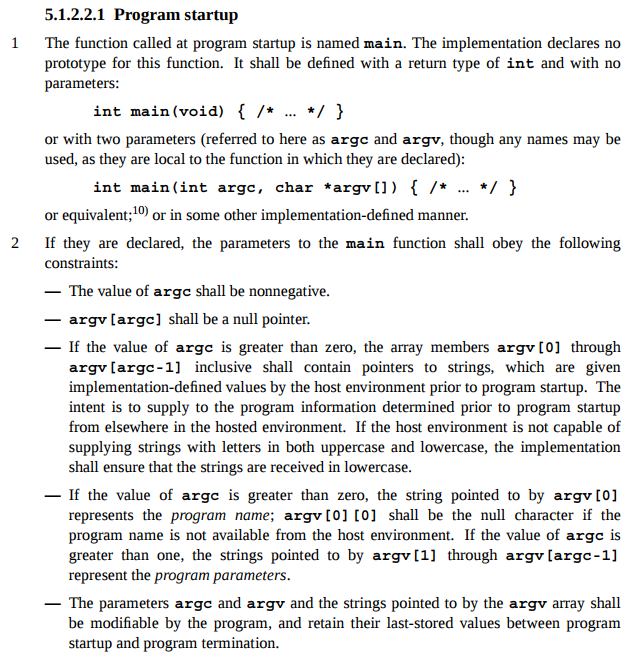 5.1.2.2.1 Program startup
1 The function called at program startup is named main. The implementation declares no
prototype for this function. It shall be defined with a return type of int and with no
parameters:
int main(void) { /* ... */ }
or with two parameters (referred to here as argc and argv, though any names may be
used, as they are local to the function in which they are declared):
int main(int argc, char *argv[]) { /* ... */ }
or equivalent;10) or in some other implementation-defined manner.
2 If they are declared, the parameters to the main function shall obey the following
constraints:
— The value of argc shall be nonnegative.
— argv[argc] shall be a null pointer.
— If the value of argc is greater than zero, the array members argv[0] through
argv[argc-1] inclusive shall contain pointers to strings, which are given
implementation-defined values by the host environment prior to program startup. The
intent is to supply to the program information determined prior to program startup
from elsewhere in the hosted environment. If the host environment is not capable of
supplying strings with letters in both uppercase and lowercase, the implementation
shall ensure that the strings are received in lowercase.
— If the value of argc is greater than zero, the string pointed to by argv[0]
represents the program name; argv[0][0] shall be the null character if the
program name is not available from the host environment. If the value of argc is
greater than one, the strings pointed to by argv[1] through argv[argc-1]
represent the program parameters.
— The parameters argc and argv and the strings pointed to by the argv array shall
be modifiable by the program, and retain their last-stored values between program
startup and program termination.